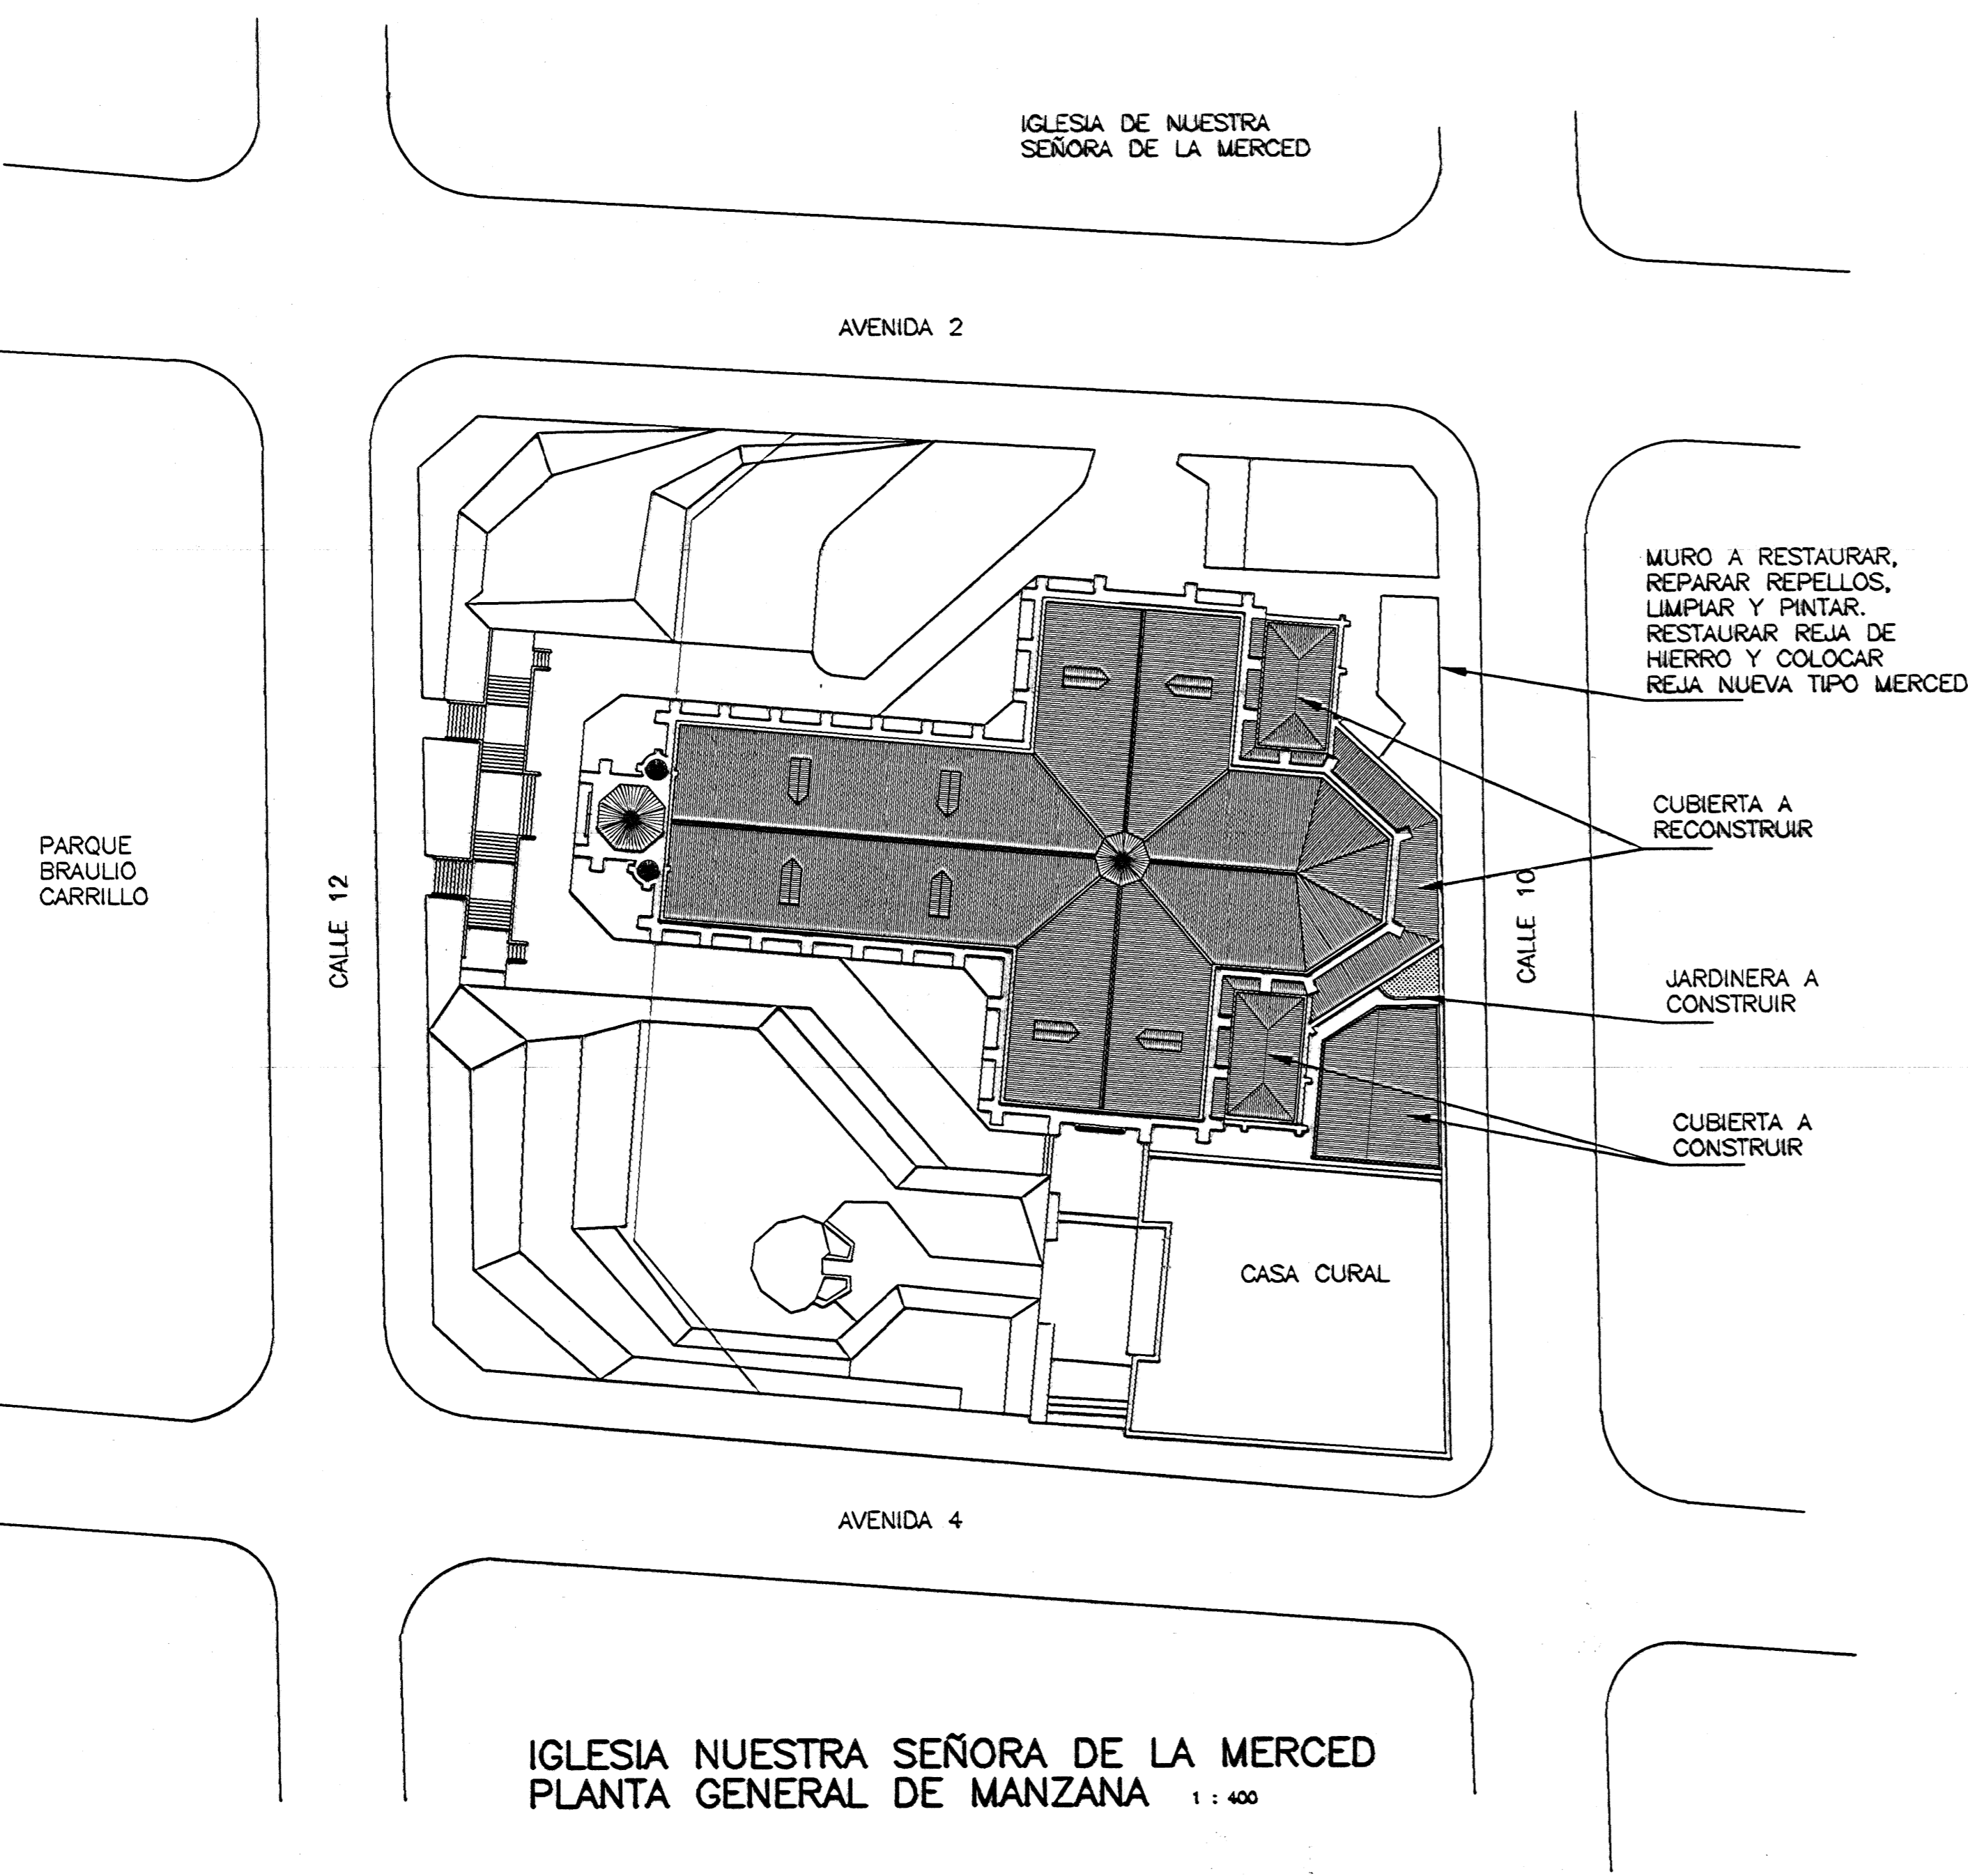 IGLESIA DE NUESTRA
SEÑORA DE LA MERCED
AVENIDA 2
MURO A RESTAURAR,
REPARAR REPELLOS,
LIMPIAR Y PINTAR.
RESTAURAR REJA DE
HIERRO Y COLOCAR
REJA NUEVA TIPO MERCED
CUBIERTA A
RECONSTRUIR
PARQUE
BRAULIO
CARRILLO
CALLE 12
CALLE 10
JARDINERA A
CONSTRUIR
CUBIERTA A
CONSTRUIR
CASA CURAL
AVENIDA 4
IGLESIA NUESTRA SEÑORA DE LA MERCED
PLANTA GENERAL DE MANZANA 1 : 400